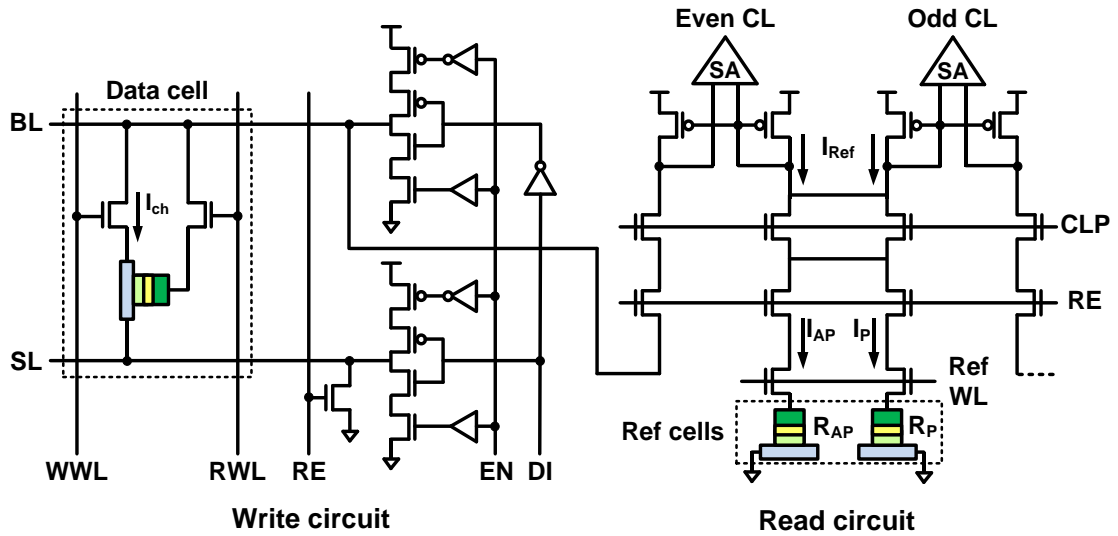 Even CL
Odd CL
SA
SA
Data cell
BL
I_Ref
I_ch
CLP
RE
SL
I_AP
I_P
Ref
WL
Ref cells
R_AP
R_P
WWL
RWL
RE
EN
DI
Write circuit
Read circuit